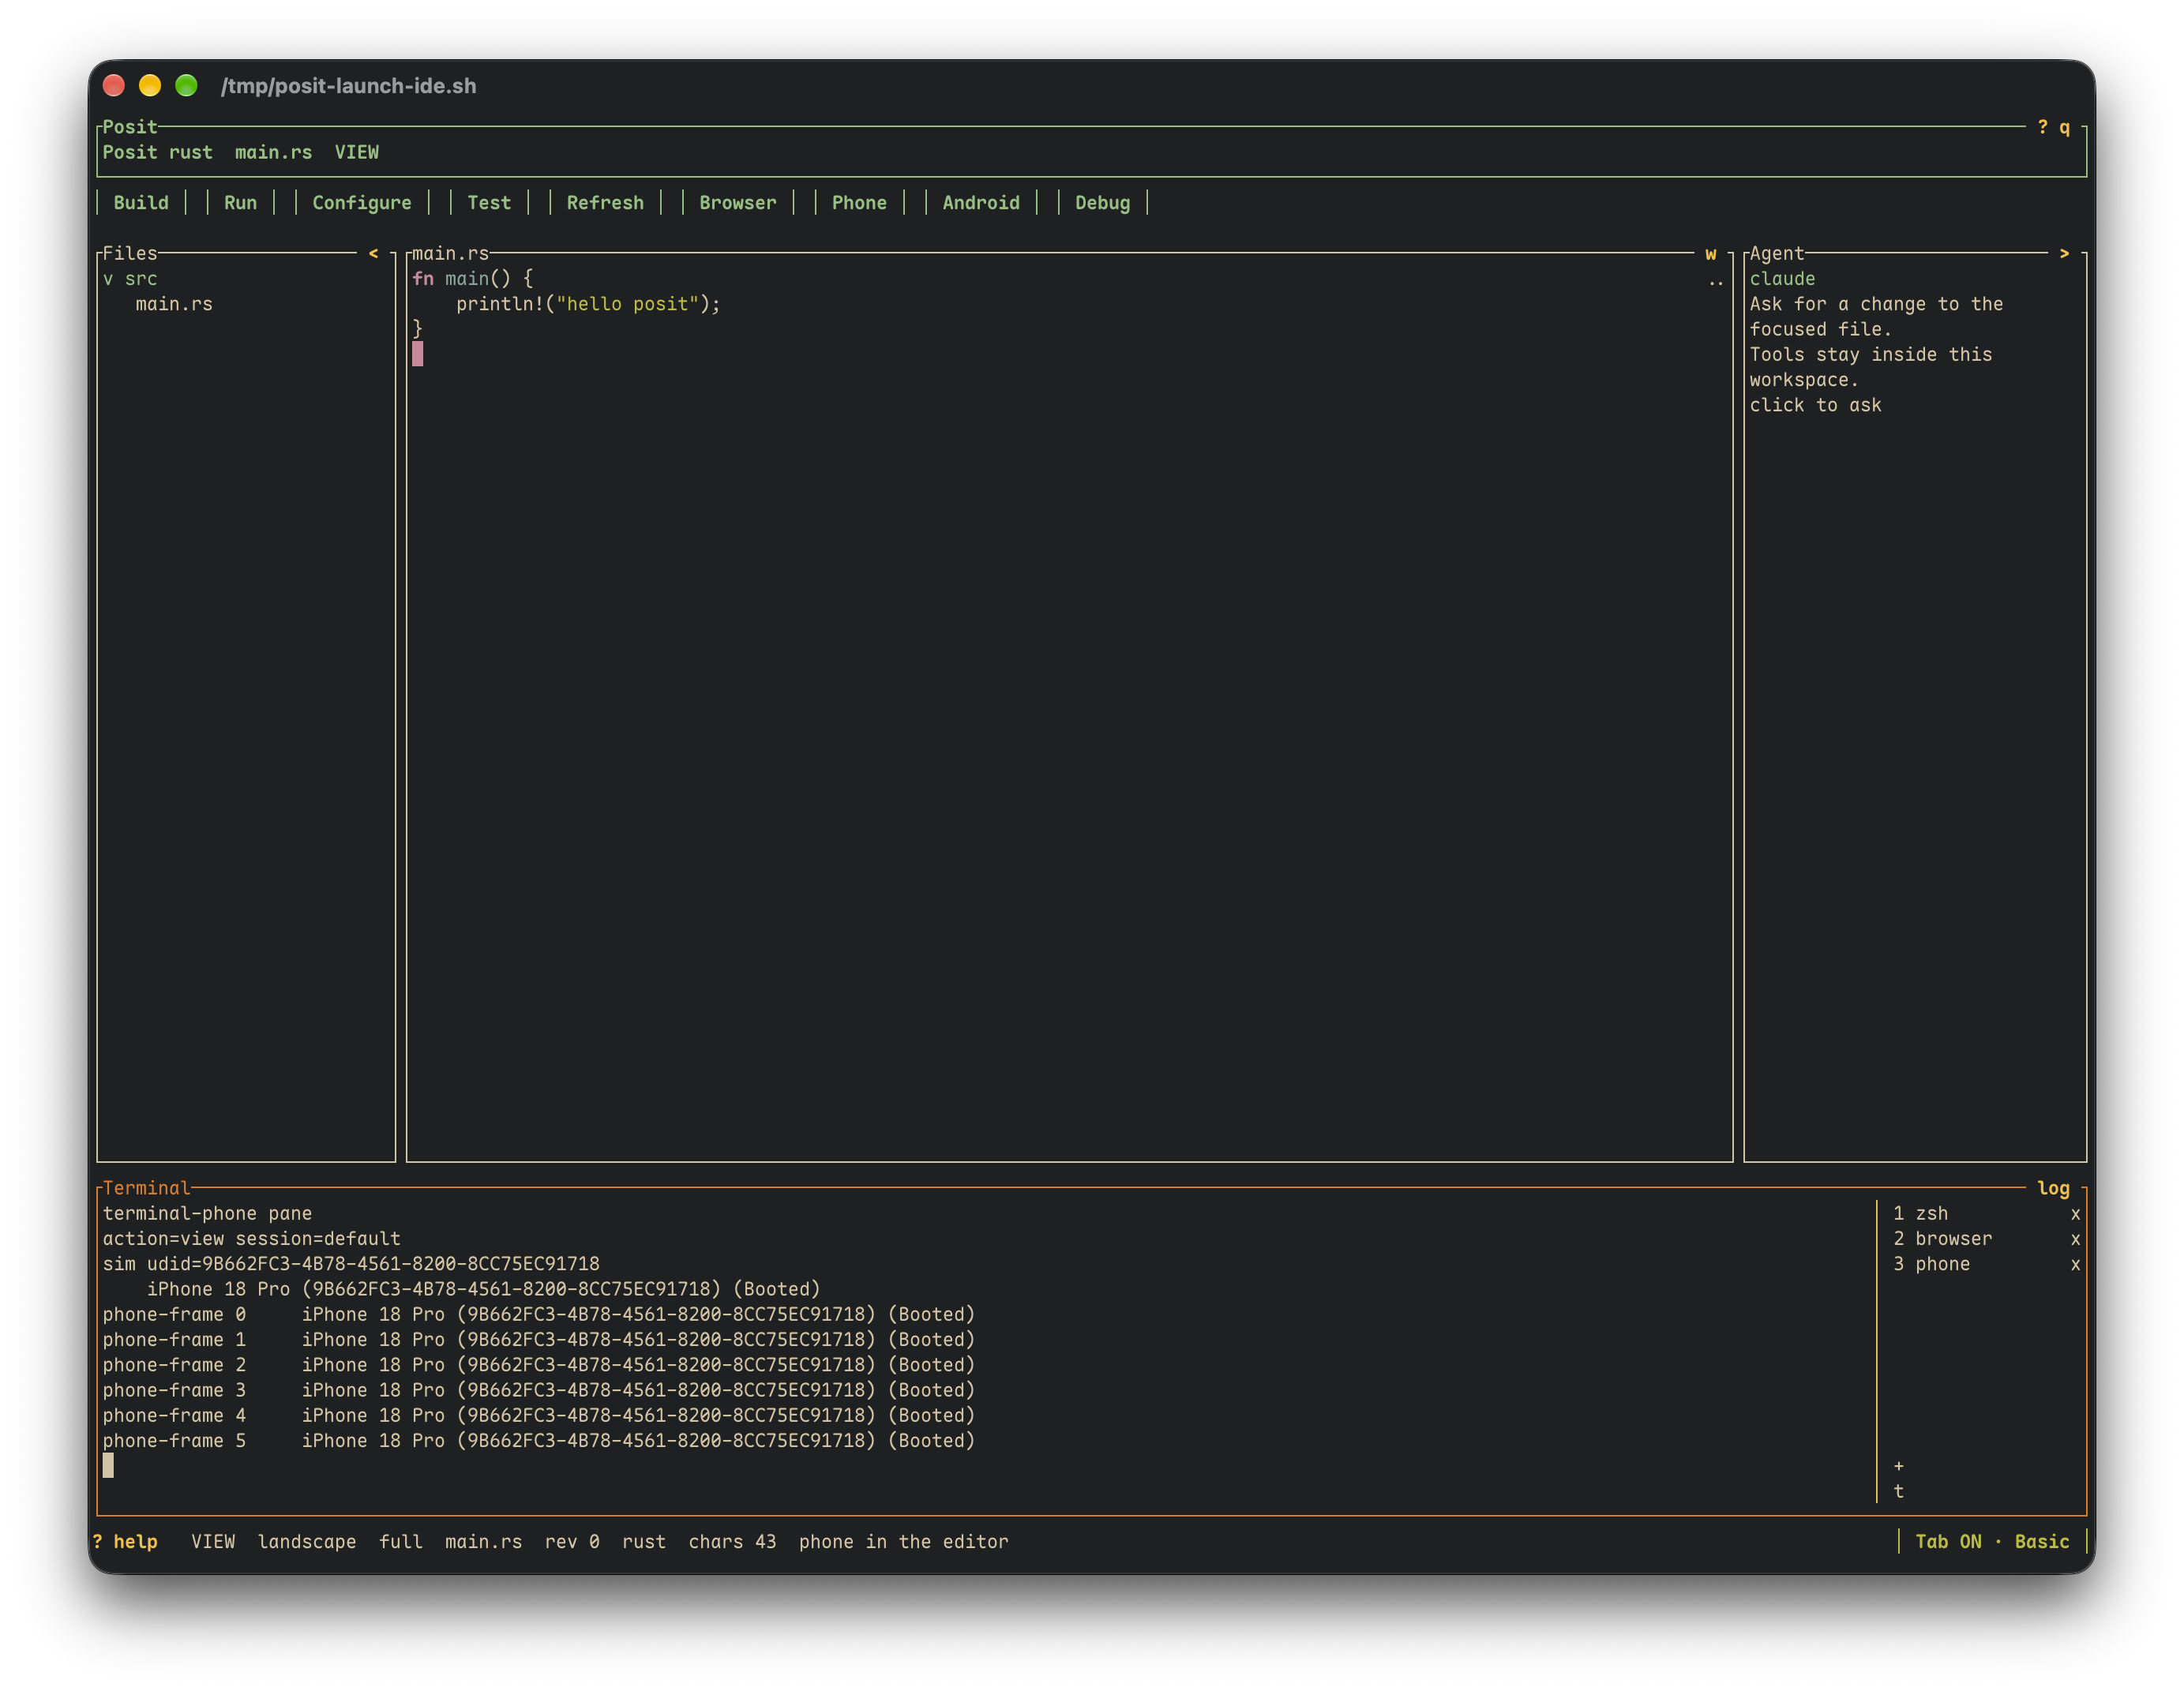 /tmp/posit-launch-ide.sh
Posit ? q
Posit rust main.rs VIEW
Build Run Configure Test Refresh Browser Phone Android Debug
Files <
v src
main.rs
main.rs w
fn main() { ..
println!("hello posit");
}
Agent >
claude
Ask for a change to the
focused file.
Tools stay inside this
workspace.
click to ask
Terminal log
terminal-phone pane
action=view session=default
sim udid=9B662FC3-4B78-4561-8200-8CC75EC91718
iPhone 18 Pro (9B662FC3-4B78-4561-8200-8CC75EC91718) (Booted)
phone-frame 0 iPhone 18 Pro (9B662FC3-4B78-4561-8200-8CC75EC91718) (Booted)
phone-frame 1 iPhone 18 Pro (9B662FC3-4B78-4561-8200-8CC75EC91718) (Booted)
phone-frame 2 iPhone 18 Pro (9B662FC3-4B78-4561-8200-8CC75EC91718) (Booted)
phone-frame 3 iPhone 18 Pro (9B662FC3-4B78-4561-8200-8CC75EC91718) (Booted)
phone-frame 4 iPhone 18 Pro (9B662FC3-4B78-4561-8200-8CC75EC91718) (Booted)
phone-frame 5 iPhone 18 Pro (9B662FC3-4B78-4561-8200-8CC75EC91718) (Booted)
1 zsh x
2 browser x
3 phone x
+
t
? help VIEW landscape full main.rs rev 0 rust chars 43 phone in the editor Tab ON · Basic